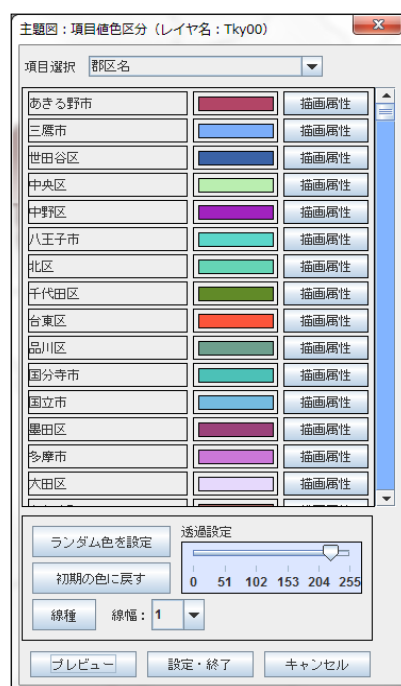 主題図：項目値色区分（レイヤ名：Tky00）
項目選択 郡区名
あきる野市 描画属性
三鷹市 描画属性
世田谷区 描画属性
中央区 描画属性
中野区 描画属性
八王子市 描画属性
北区 描画属性
千代田区 描画属性
台東区 描画属性
品川区 描画属性
国分寺市 描画属性
国立市 描画属性
墨田区 描画属性
多摩市 描画属性
大田区 描画属性
ランダム色を設定 透過設定
初期の色に戻す 0 51 102 153 204 255
線種 線幅：1
プレビュー 設定・終了 キャンセル